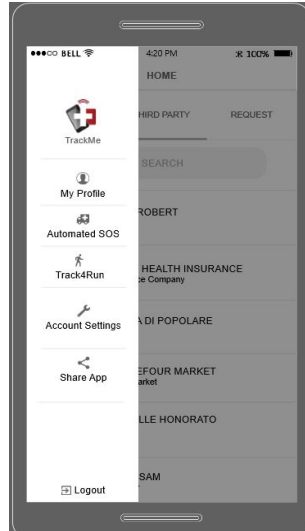 BELL
4:20 PM
100%
HOME
TrackMe
HIRD PARTY
REQUEST
SEARCH
My Profile
ROBERT
Automated SOS
Track4Run
HEALTH INSURANCE
ce Company
Account Settings
A DI POPOLARE
Share App
EFOUR MARKET
arket
LLE HONORATO
SAM
Logout